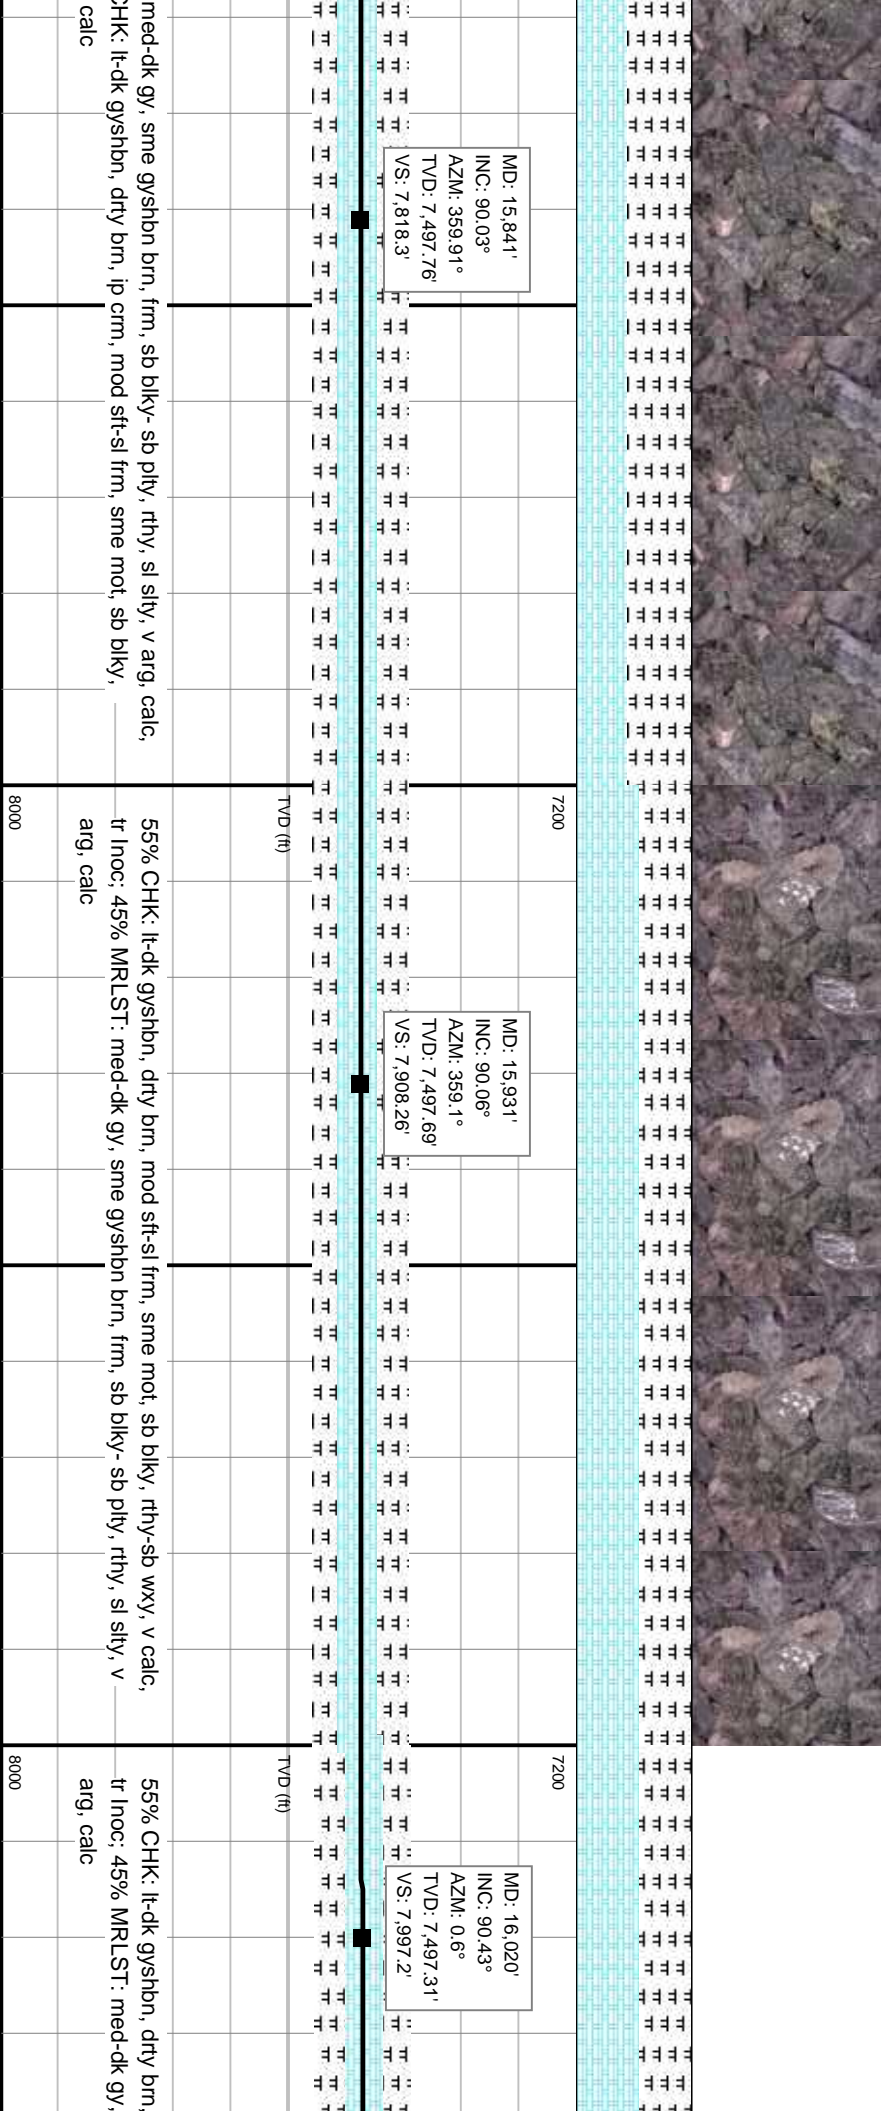 med-dk gy, sme gyshbn brn, frm, sb blky- sb plty, rthy, sl slty, v arg, calc,
CHK: lt-dk gyshbn, drty brn, ip crm, mod sft-sl frm, sme mot, sb blky,
calc
MD: 15,841'
INC: 90.03°
AZM: 359.91°
TVD: 7,497.76'
VS: 7,818.3'
7200
TVD (ft)
8000
55% CHK: lt-dk gyshbn, drty brn, mod sft-sl frm, sme mot, sb blky, rthy-sb wxy, v calc,
tr Inoc; 45% MRLST: med-dk gy, sme gyshbn brn, frm, sb blky- sb plty, rthy, sl slty, v
arg, calc
MD: 15,931'
INC: 90.06°
AZM: 359.1°
TVD: 7,497.69'
VS: 7,908.26'
7200
TVD (ft)
8000
55% CHK: lt-dk gyshbn, drty brn,
tr Inoc; 45% MRLST: med-dk gy,
arg, calc
MD: 16,020'
INC: 90.43°
AZM: 0.6°
TVD: 7,497.31'
VS: 7,997.2'